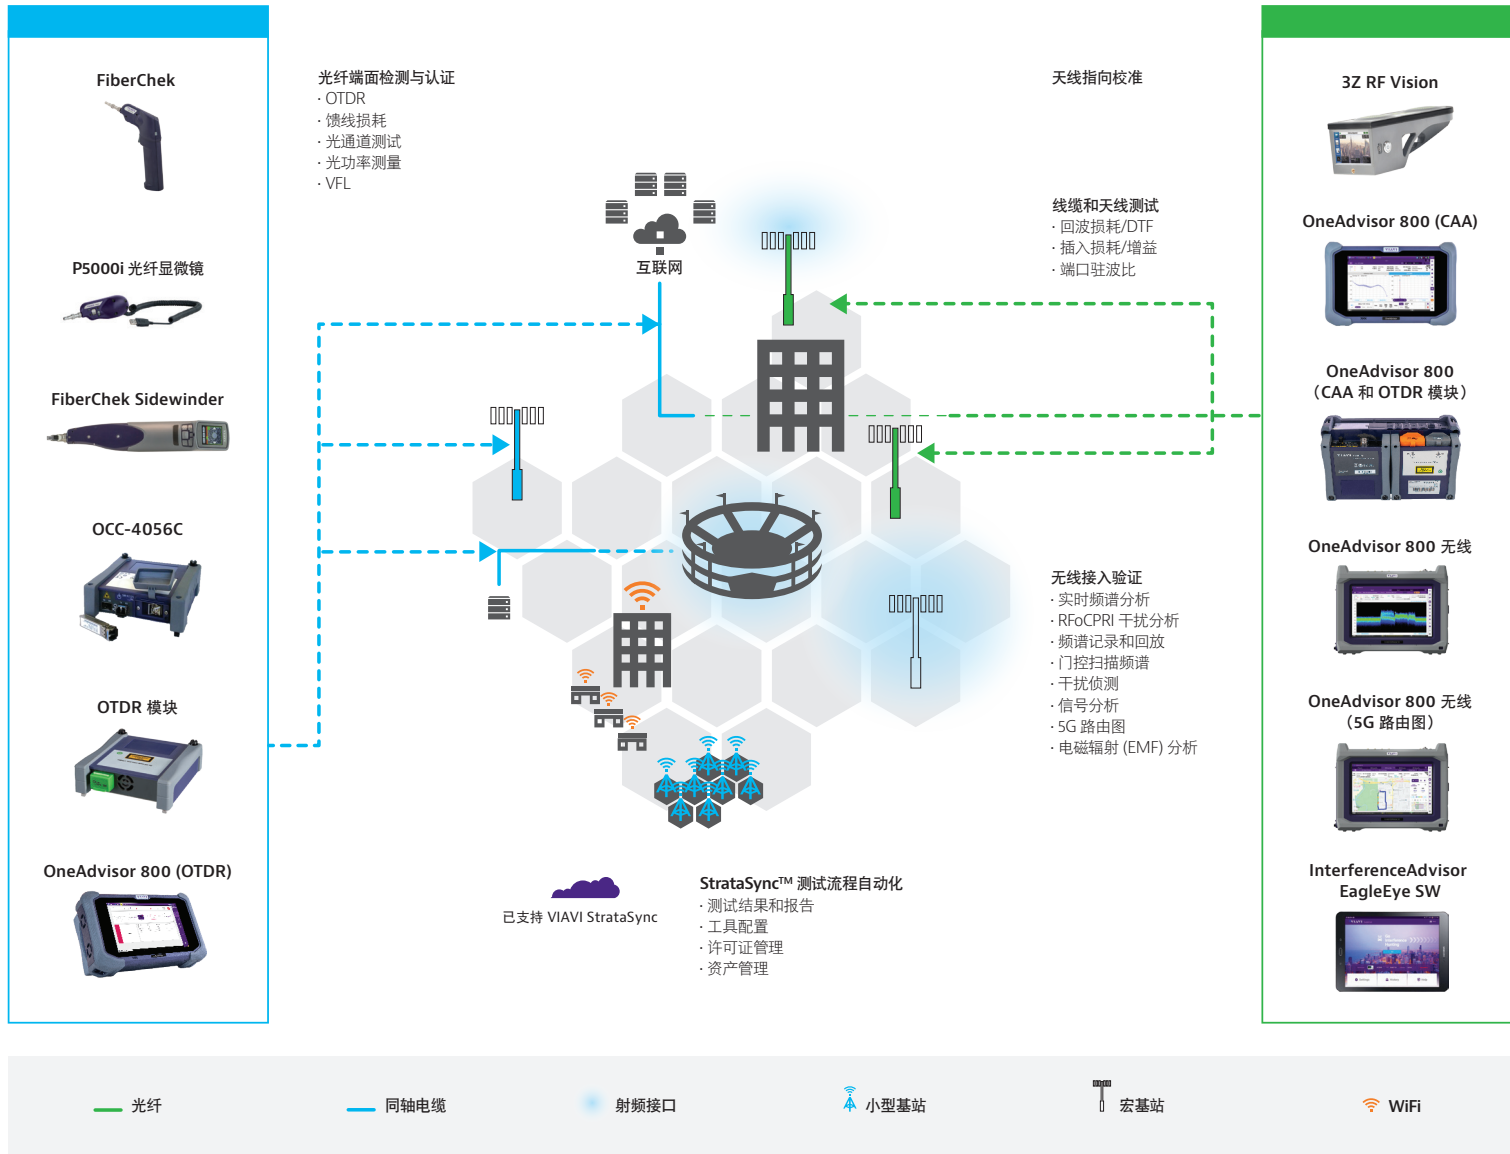 FiberChek
P5000i 光纤显微镜
FiberChek Sidewinder
OCC-4056C
OTDR 模块
OneAdvisor 800 (OTDR)
光纤端面检测与认证
· OTDR
· 馈线损耗
· 光通道测试
· 光功率测量
· VFL
互联网
天线指向校准
线缆和天线测试
· 回波损耗/DTF
· 插入损耗/增益
· 端口驻波比
无线接入验证
· 实时频谱分析
· RFoCPRI 干扰分析
· 频谱记录和回放
· 门控扫描频谱
· 干扰侦测
· 信号分析
· 5G 路由图
· 电磁辐射 (EMF) 分析
已支持 VIAVI StrataSync
StrataSync™ 测试流程自动化
· 测试结果和报告
· 工具配置
· 许可证管理
· 资产管理
3Z RF Vision
OneAdvisor 800 (CAA)
OneAdvisor 800
（CAA 和 OTDR 模块）
OneAdvisor 800 无线
OneAdvisor 800 无线
（5G 路由图）
InterferenceAdvisor
EagleEye SW
光纤
同轴电缆
射频接口
小型基站
宏基站
WiFi